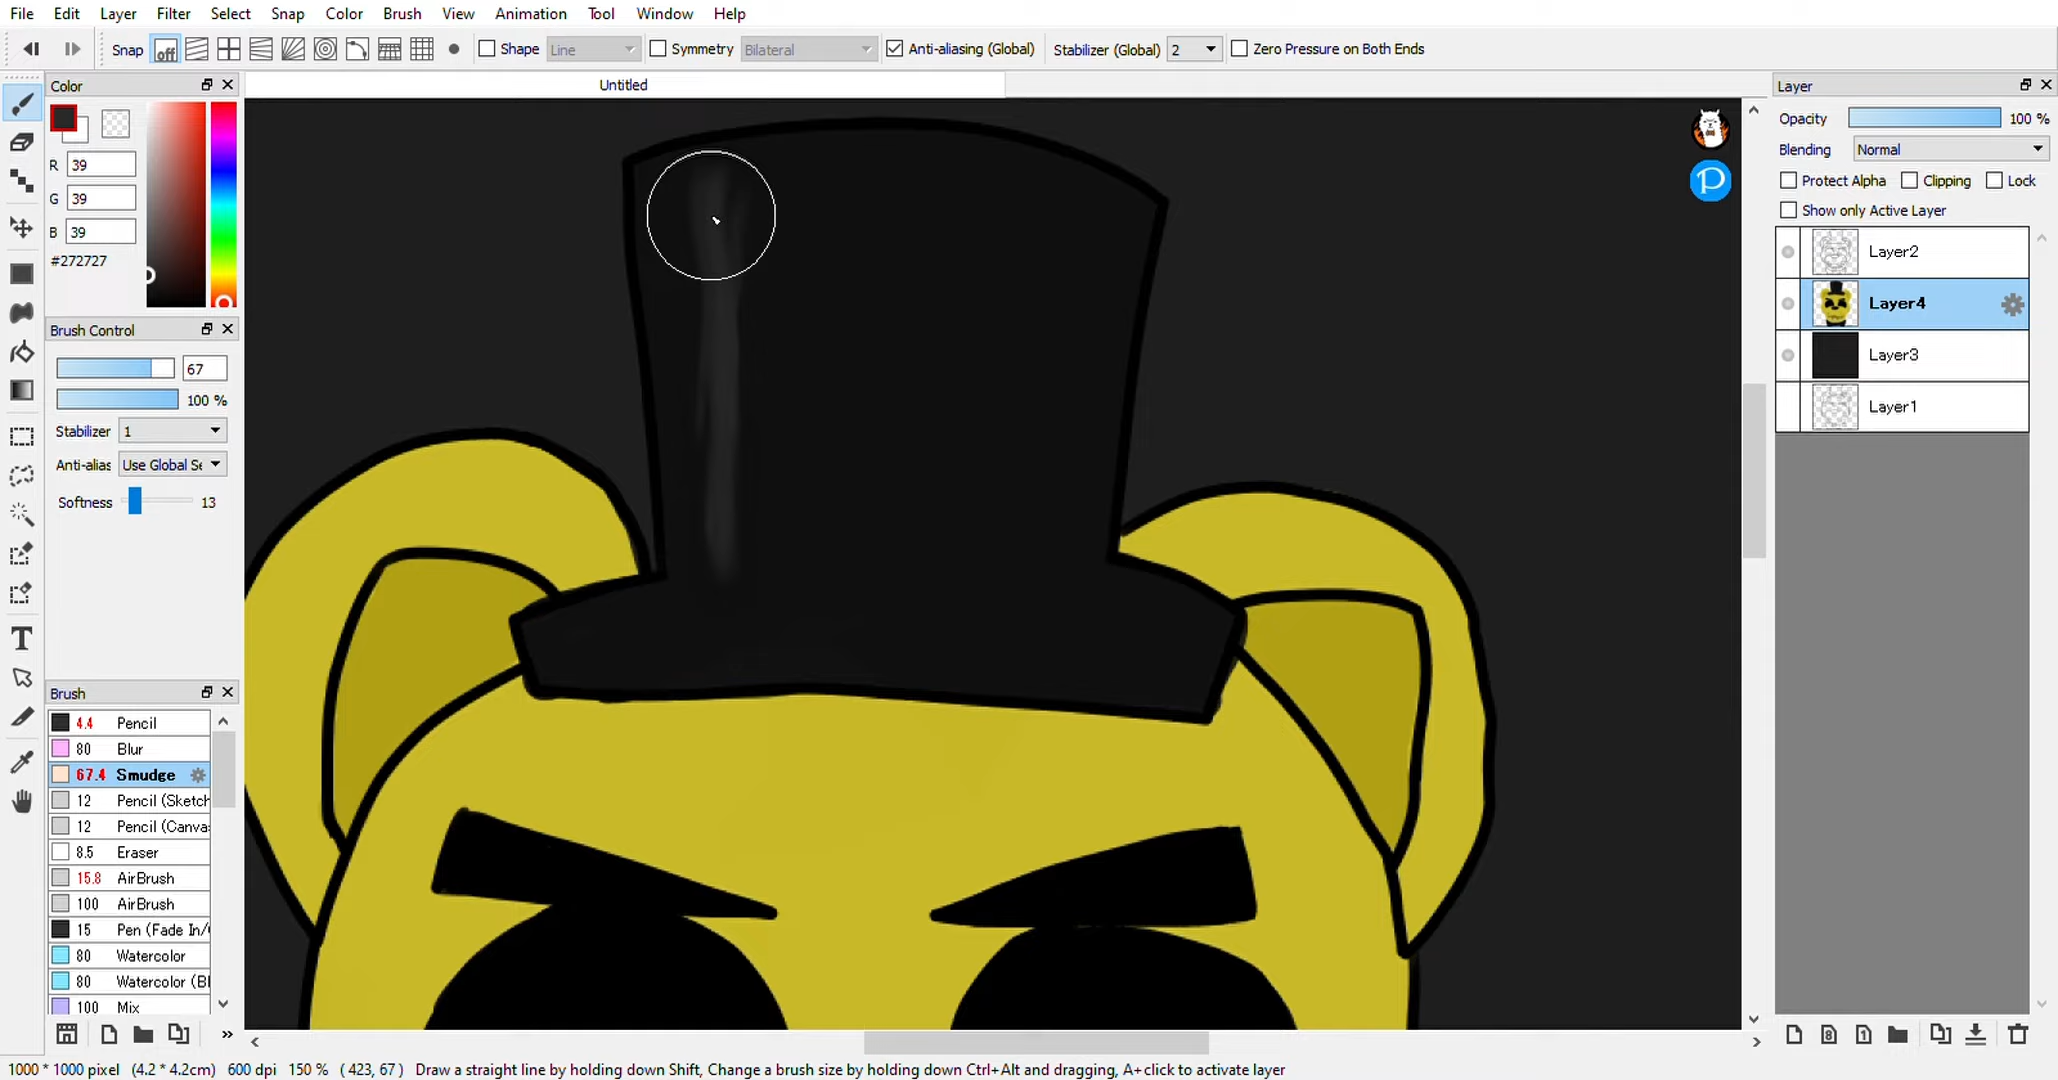 File Edit Layer Filter Select Snap Color Brush View Animation Tool Window Help
Snap off Shape Line Symmetry Bilateral Anti-aliasing (Global) Stabilizer (Global) 2 Zero Pressure on Both Ends
Color
Untitled
Layer
R 39
G 39
B 39
#272727
Opacity 100 %
Blending Normal
Protect Alpha Clipping Lock
Show only Active Layer
Layer2
Layer4
Layer3
Layer1
Brush Control
67
100 %
Stabilizer 1
Anti-alias Use Global Se
Softness 13
Brush
4.4 Pencil
80 Blur
67.4 Smudge
12 Pencil (Sketch
12 Pencil (Canva
8.5 Eraser
15.8 AirBrush
100 AirBrush
15 Pen (Fade In/
80 Watercolor
80 Watercolor (Bl
100 Mix
T
P
8
1
1000 * 1000 pixel (4.2 * 4.2cm) 600 dpi 150 % ( 423, 67 ) Draw a straight line by holding down Shift, Change a brush size by holding down Ctrl+Alt and dragging, A+click to activate layer